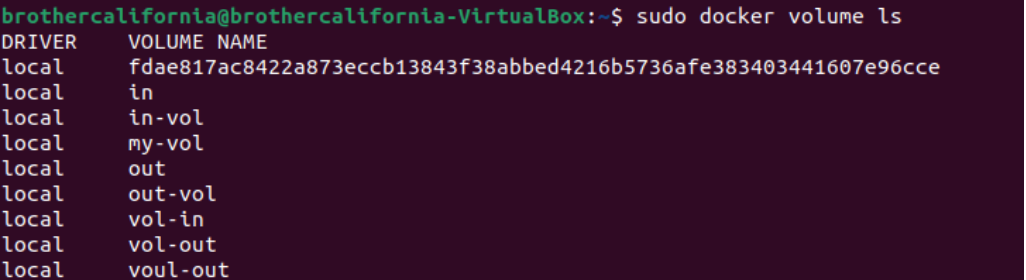 brothercalifornia@brothercalifornia-VirtualBox:~$ sudo docker volume ls
DRIVER    VOLUME NAME
local     fdae817ac8422a873eccb13843f38abbed4216b5736afe383403441607e96cce
local     in
local     in-vol
local     my-vol
local     out
local     out-vol
local     vol-in
local     vol-out
local     voul-out